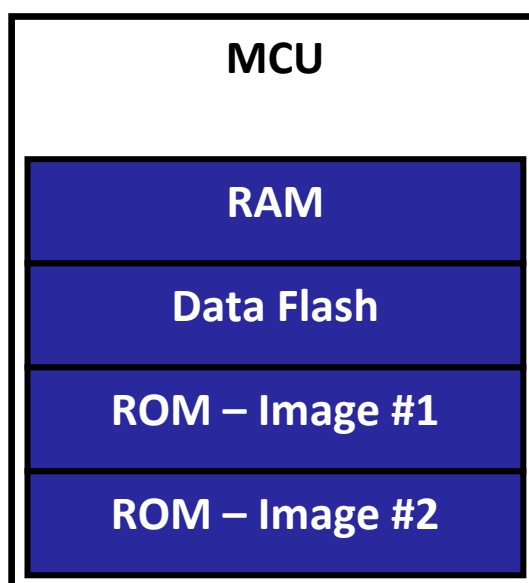 MCU
RAM
Data Flash
ROM – Image #1
ROM – Image #2